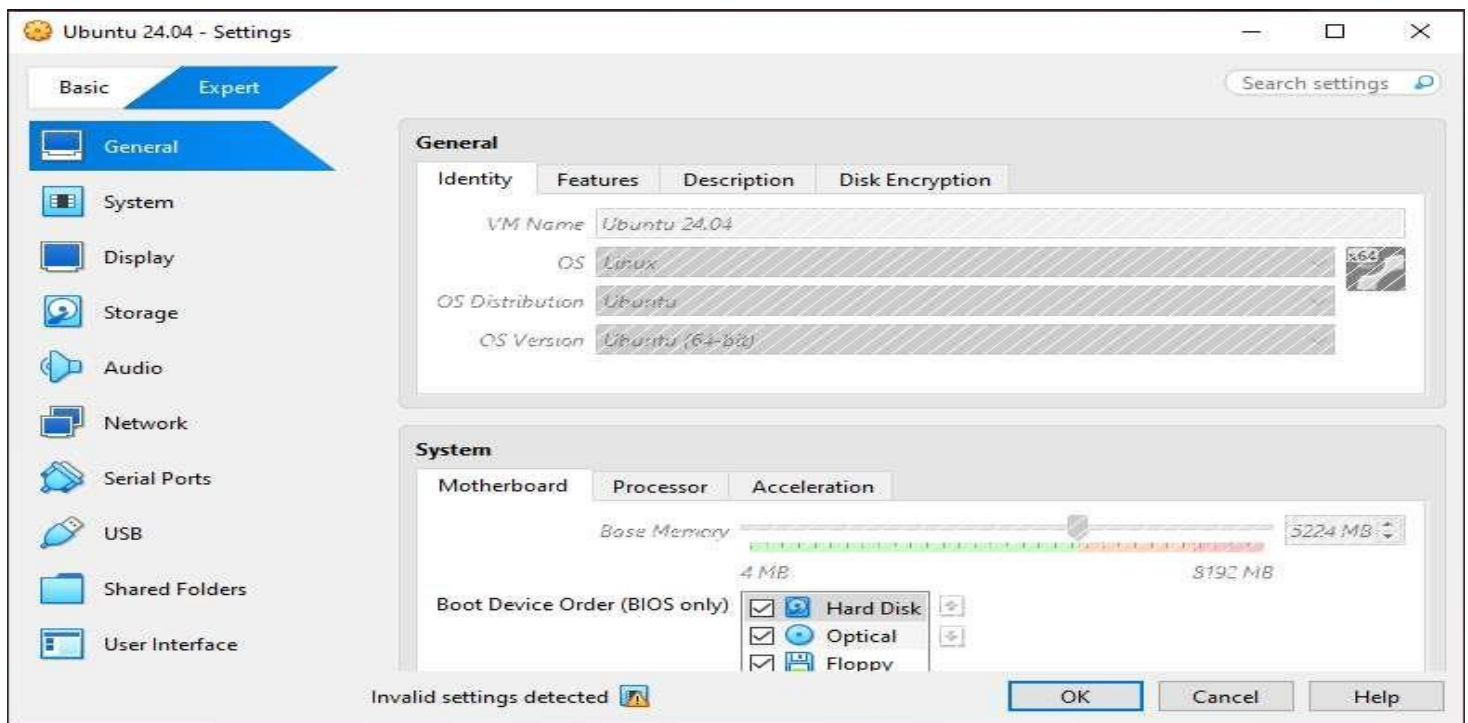 Ubuntu 24.04 - Settings
Basic Expert Search settings
General
System
Display
Storage
Audio
Network
Serial Ports
USB
Shared Folders
User Interface
General
Identity Features Description Disk Encryption
VM Name Ubuntu 24.04
OS Linux x64
OS Distribution Ubuntu
OS Version Ubuntu (64-bit)
System
Motherboard Processor Acceleration
Base Memory 5224 MB
4 MB 8192 MB
Boot Device Order (BIOS only) Hard Disk
Optical
Floppy
Invalid settings detected OK Cancel Help